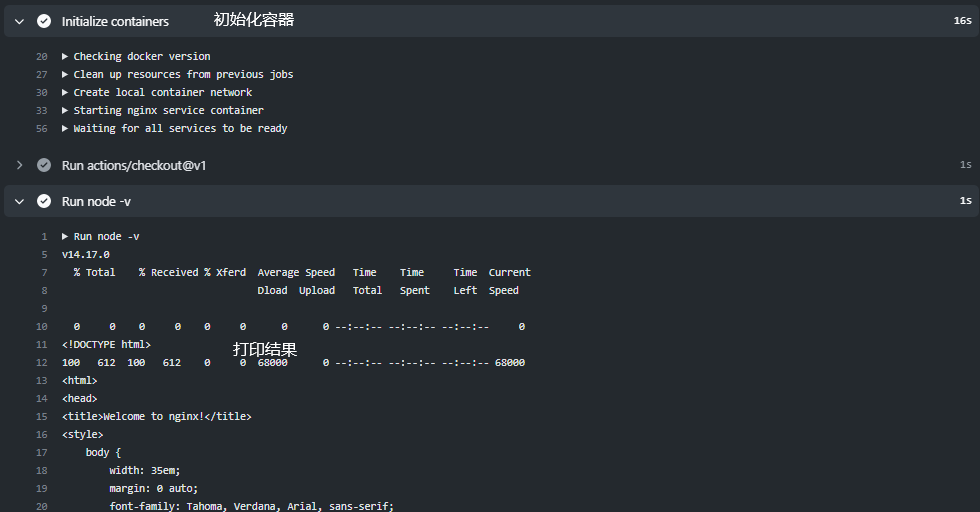 Initialize containers 初始化容器 16s
20 ▶ Checking docker version
27 ▶ Clean up resources from previous jobs
30 ▶ Create local container network
33 ▶ Starting nginx service container
56 ▶ Waiting for all services to be ready
Run actions/checkout@v1 1s
Run node -v 1s
1 ▶ Run node -v
5 v14.17.0
7 % Total % Received % Xferd Average Speed Time Time Time Current
8 Dload Upload Total Spent Left Speed
9
10 0 0 0 0 0 0 0 0 --:--:-- --:--:-- --:--:-- 0
11 <!DOCTYPE html>
打印结果
12 100 612 100 612 0 0 68000 0 --:--:-- --:--:-- --:--:-- 68000
13 <html>
14 <head>
15 <title>Welcome to nginx!</title>
16 <style>
17 body {
18 width: 35em;
19 margin: 0 auto;
20 font-family: Tahoma, Verdana, Arial, sans-serif;